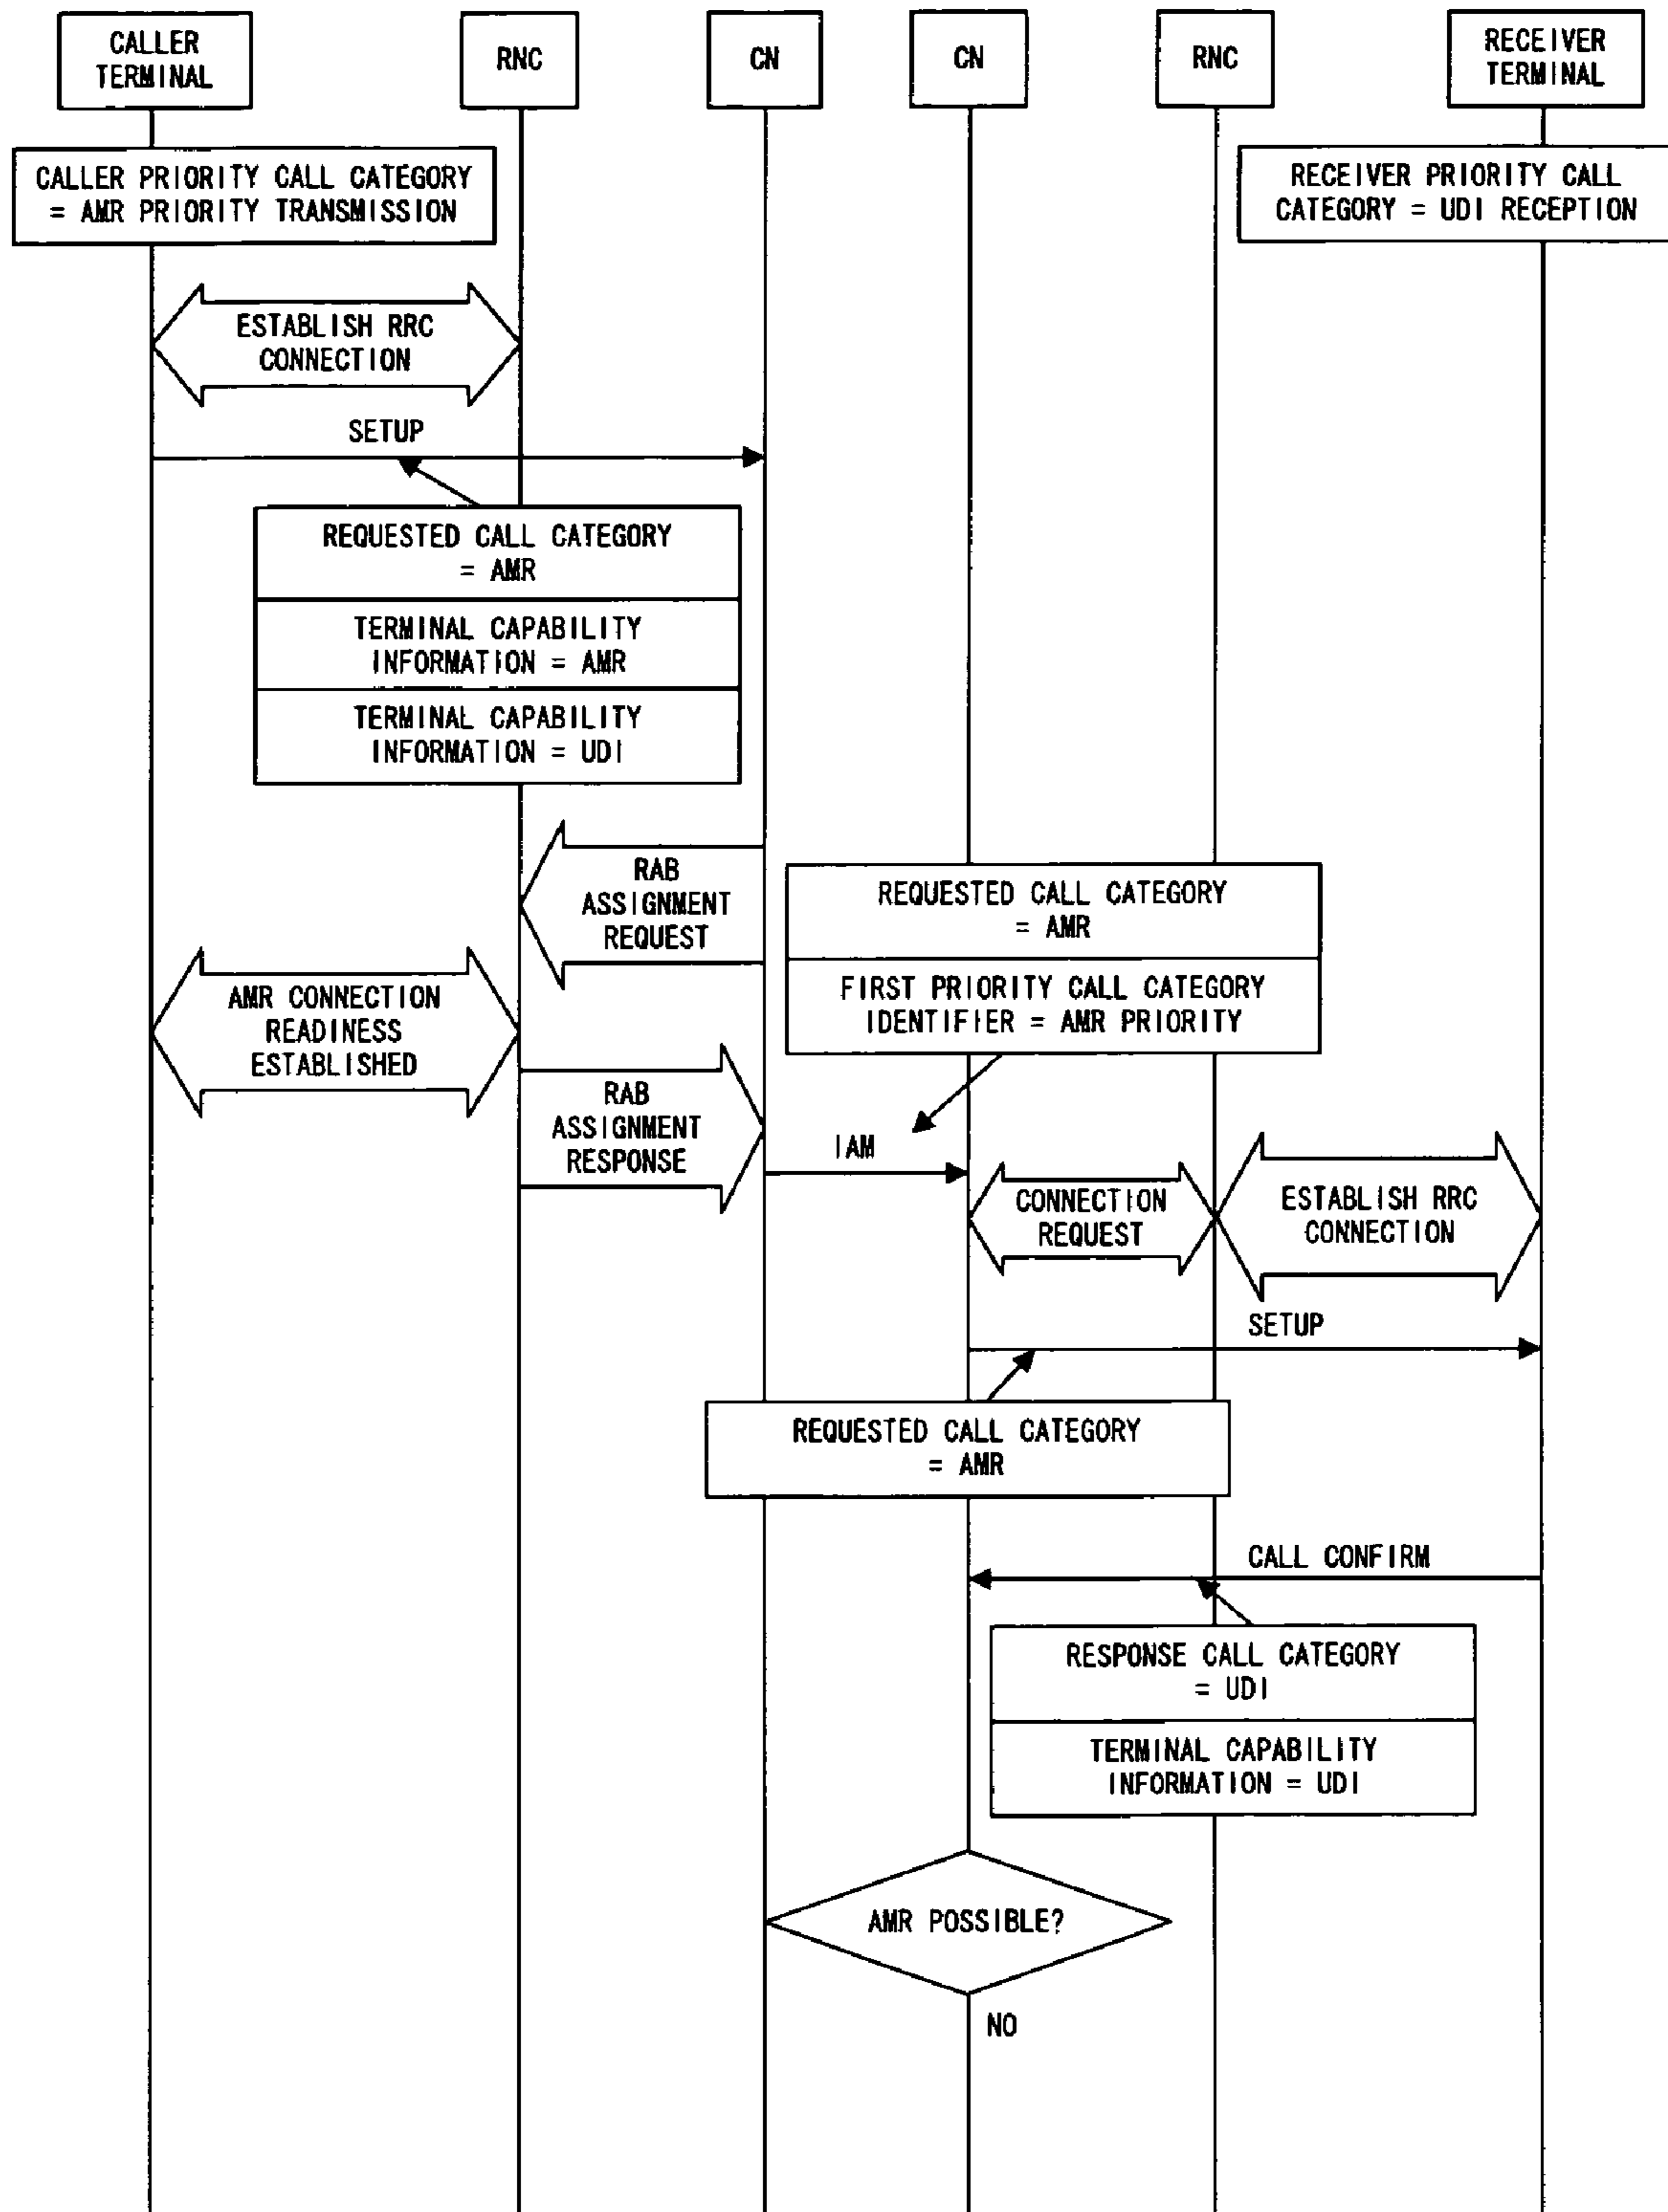 CALLER
TERMINAL
RNC
CN
CN
RNC
RECEIVER
TERMINAL
CALLER PRIORITY CALL CATEGORY
= AMR PRIORITY TRANSMISSION
RECEIVER PRIORITY CALL
CATEGORY = UDI RECEPTION
ESTABLISH RRC
CONNECTION
SETUP
REQUESTED CALL CATEGORY
= AMR
TERMINAL CAPABILITY
INFORMATION = AMR
TERMINAL CAPABILITY
INFORMATION = UDI
RAB
ASSIGNMENT
REQUEST
REQUESTED CALL CATEGORY
= AMR
FIRST PRIORITY CALL CATEGORY
IDENTIFIER = AMR PRIORITY
AMR CONNECTION
READINESS
ESTABLISHED
RAB
ASSIGNMENT
RESPONSE
IAM
CONNECTION
REQUEST
ESTABLISH RRC
CONNECTION
SETUP
REQUESTED CALL CATEGORY
= AMR
CALL CONFIRM
RESPONSE CALL CATEGORY
= UDI
TERMINAL CAPABILITY
INFORMATION = UDI
AMR POSSIBLE?
NO